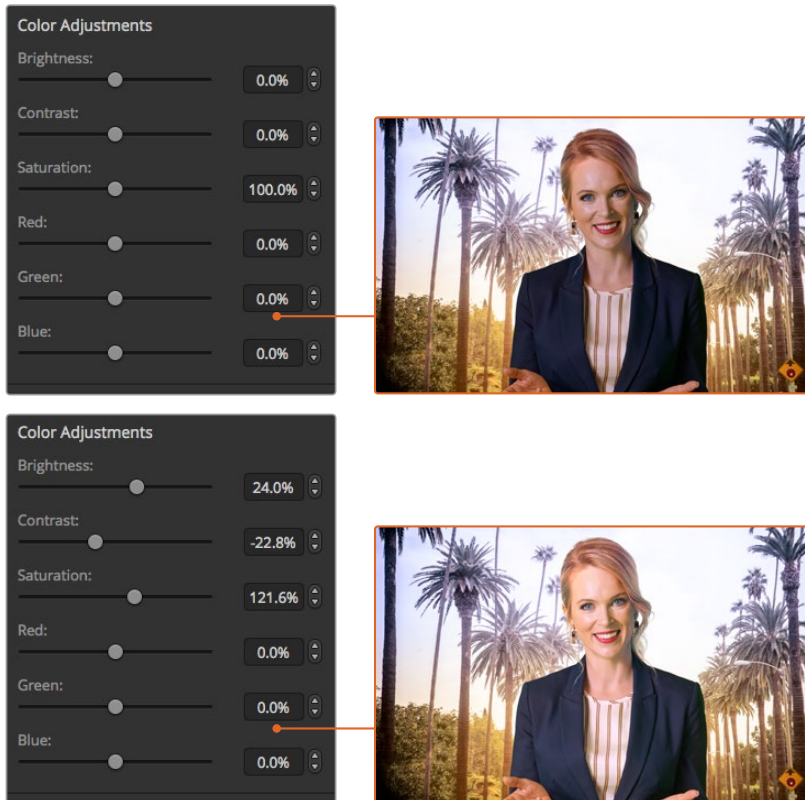 Color Adjustments
Brightness:
0.0%
Contrast:
0.0%
Saturation:
100.0%
Red:
0.0%
Green:
0.0%
Blue:
0.0%
Color Adjustments
Brightness:
24.0%
Contrast:
-22.8%
Saturation:
121.6%
Red:
0.0%
Green:
0.0%
Blue:
0.0%